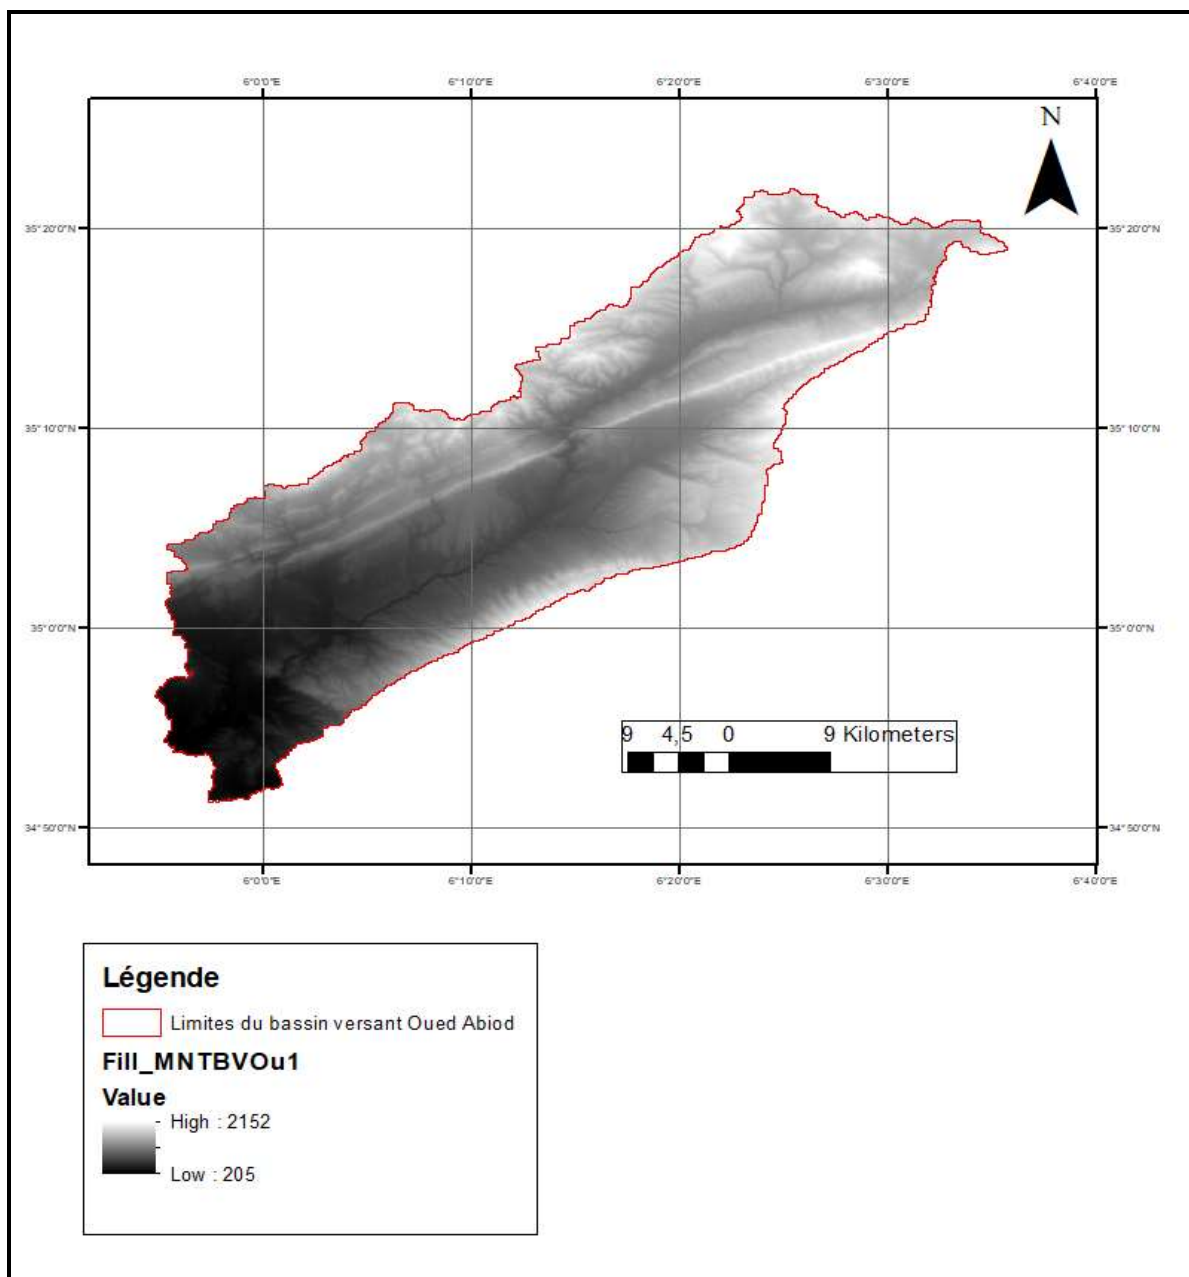 6°0'0"E 6°10'0"E 6°20'0"E 6°30'0"E 6°40'0"E
N
35°20'0"N 35°20'0"N
35°10'0"N 35°10'0"N
35°0'0"N 35°0'0"N
9 4,5 0 9 Kilometers
34°50'0"N 34°50'0"N
6°0'0"E 6°10'0"E 6°20'0"E 6°30'0"E 6°40'0"E
Légende
Limites du bassin versant Oued Abiod
Fill_MNTBVOu1
Value
High : 2152
Low : 205